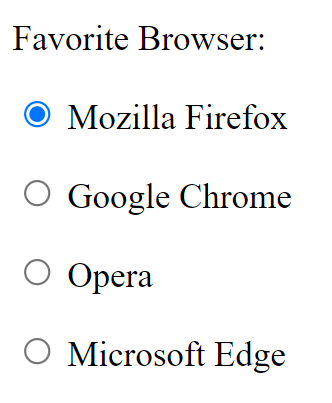 Favorite Browser:
Mozilla Firefox
Google Chrome
Opera
Microsoft Edge